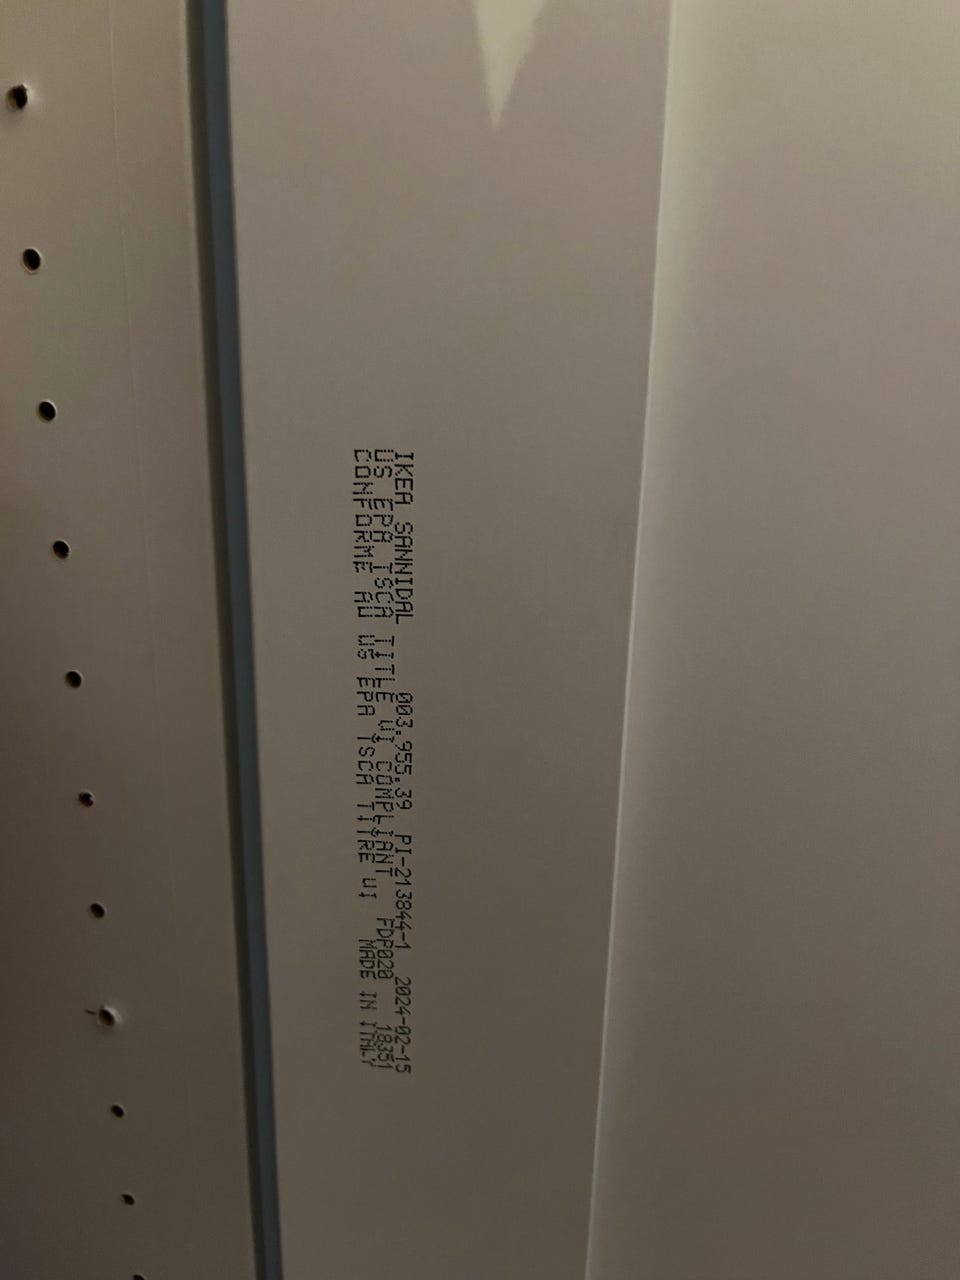 IKEA SANNIDAL 003.955.39 PI-213844-1 2024-02-15
US EPA TSCA TITLE VI COMPLIANT FDP020 18351
CONFORME AU US EPA TSCA TITRE VI MADE IN ITALY